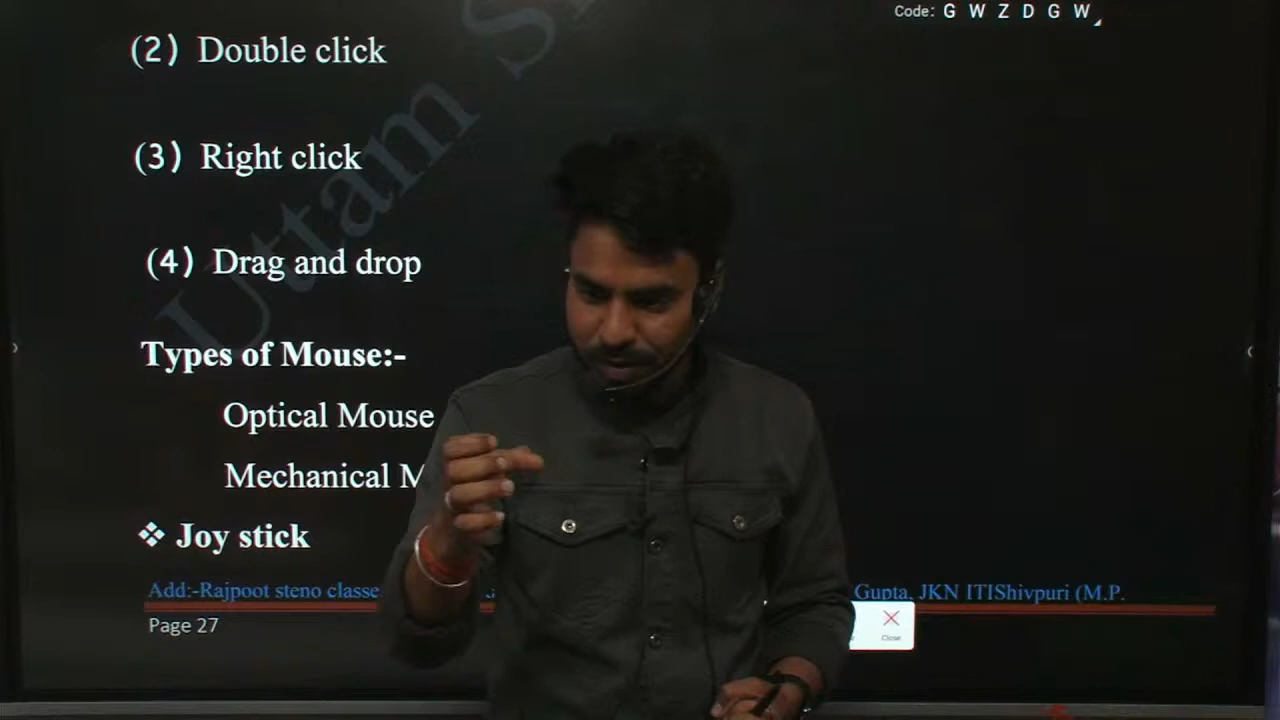 Code: G W Z D G W
(2) Double click
(3) Right click
(4) Drag and drop
Types of Mouse:-
Optical Mouse
Mechanical M
❖ Joy stick
Add:-Rajpoot steno classe Gupta, JKN ITIShivpuri (M.P.
Page 27
Close
Uttam